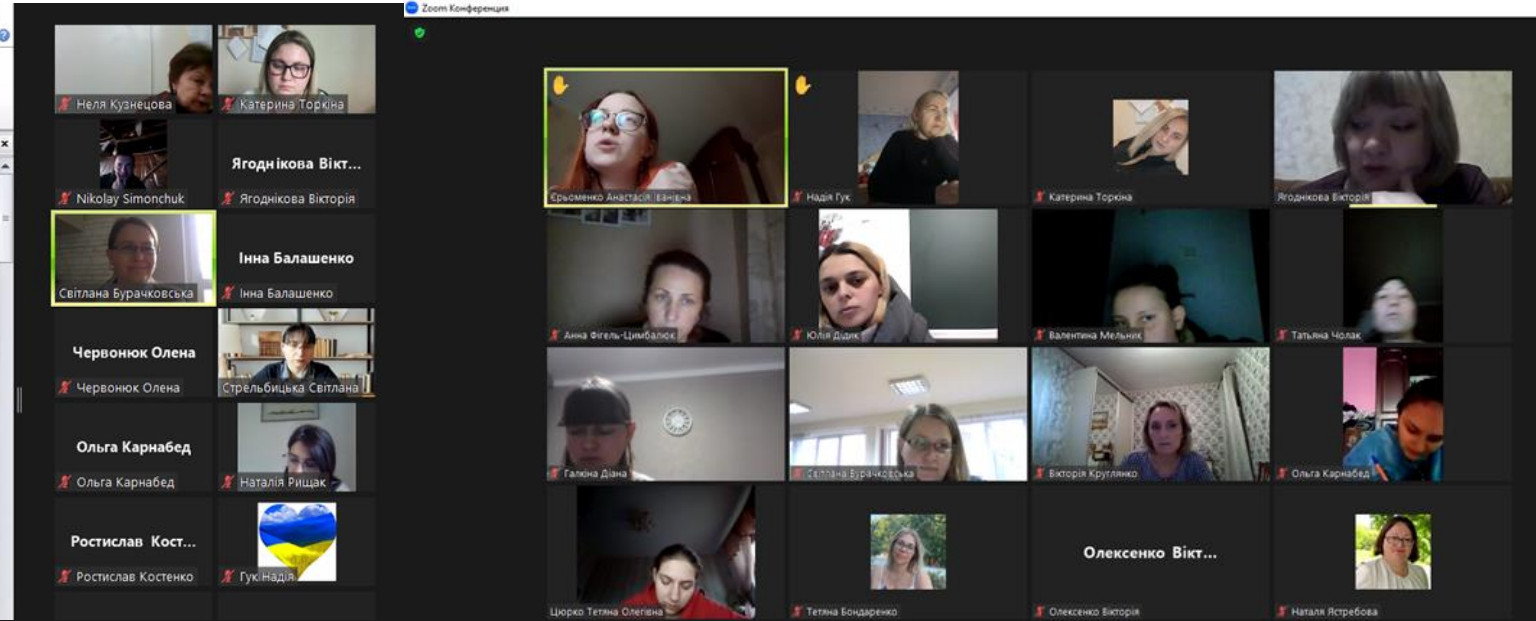 Zoom Конференция
Неля Кузнецова
Катерина Торкіна
Nikolay Simonchuk
Ягоднікова Вікт...
Ягоднікова Вікторія
Світлана Бурачковська
Інна Балашенко
Інна Балашенко
Червонюк Олена
Червонюк Олена
Стрельбицька Світлана
Ольга Карнабед
Ольга Карнабед
Наталія Рищак
Ростислав Кост...
Ростислав Костенко
Гук Надія
Єрьоменко Анастасія Іванівна
Надія Гук
Катерина Торкіна
Ягоднікова Вікторія
Анна Фігель-Цимбалюк
Юлія Дідик
Валентина Мельник
Татьяна Чолак
Галкіна Діана
Світлана Бурачковська
Вікторія Круглянко
Ольга Карнабед
Цюрко Тетяна Олегівна
Тетяна Бондаренко
Олексенко Вікт...
Олексенко Вікторія
Наталя Ястребова